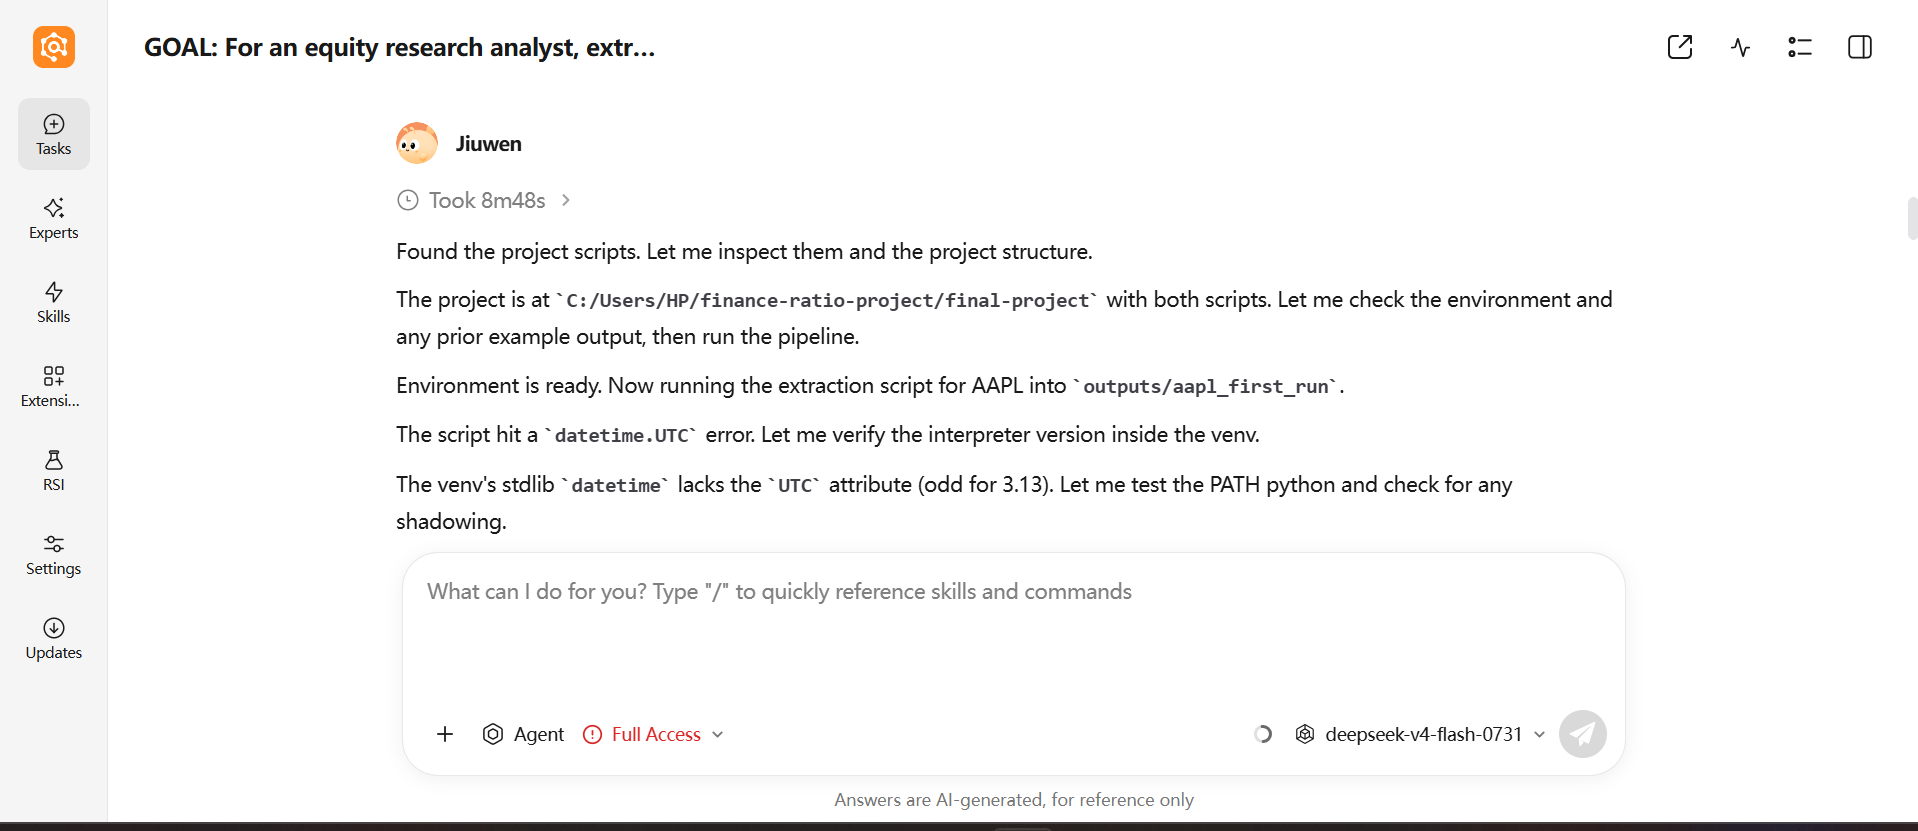 GOAL: For an equity research analyst, extr...
Tasks
Experts
Skills
Extensi...
RSI
Settings
Updates
Jiuwen
Took 8m48s
Found the project scripts. Let me inspect them and the project structure.
The project is at `C:/Users/HP/finance-ratio-project/final-project` with both scripts. Let me check the environment and
any prior example output, then run the pipeline.
Environment is ready. Now running the extraction script for AAPL into `outputs/aapl_first_run`.
The script hit a `datetime.UTC` error. Let me verify the interpreter version inside the venv.
The venv's stdlib `datetime` lacks the `UTC` attribute (odd for 3.13). Let me test the PATH python and check for any
shadowing.
What can I do for you? Type "/" to quickly reference skills and commands
Agent Full Access deepseek-v4-flash-0731
Answers are AI-generated, for reference only